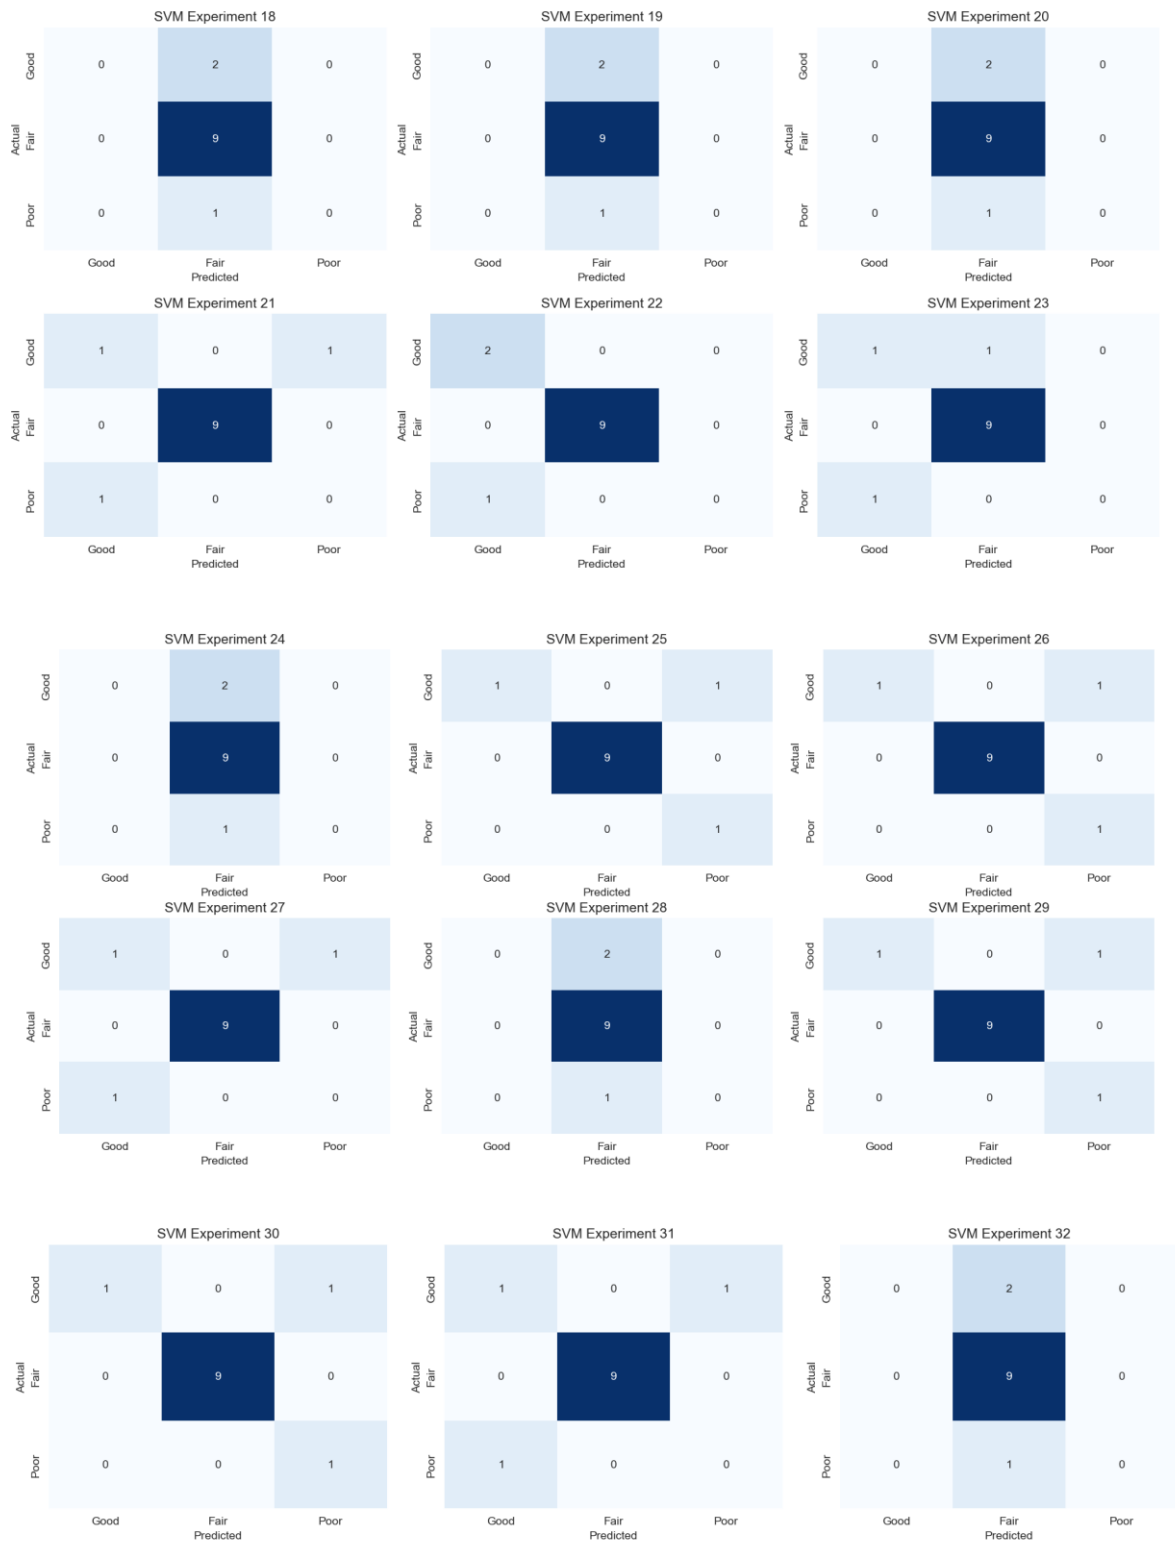 SVM Experiment 18 SVM Experiment 19 SVM Experiment 20
Good 0 2 0 Good 0 2 0 Good 0 2 0
Actual Fair 0 9 0 Actual Fair 0 9 0 Actual Fair 0 9 0
Poor 0 1 0 Poor 0 1 0 Poor 0 1 0
Good Fair Poor Good Fair Poor Good Fair Poor
Predicted Predicted Predicted
SVM Experiment 21 SVM Experiment 22 SVM Experiment 23
Good 1 0 1 Good 2 0 0 Good 1 1 0
Actual Fair 0 9 0 Actual Fair 0 9 0 Actual Fair 0 9 0
Poor 1 0 0 Poor 1 0 0 Poor 1 0 0
Good Fair Poor Good Fair Poor Good Fair Poor
Predicted Predicted Predicted
SVM Experiment 24 SVM Experiment 25 SVM Experiment 26
Good 0 2 0 Good 1 0 1 Good 1 0 1
Actual Fair 0 9 0 Actual Fair 0 9 0 Actual Fair 0 9 0
Poor 0 1 0 Poor 0 0 1 Poor 0 0 1
Good Fair Poor Good Fair Poor Good Fair Poor
Predicted Predicted Predicted
SVM Experiment 27 SVM Experiment 28 SVM Experiment 29
Good 1 0 1 Good 0 2 0 Good 1 0 1
Actual Fair 0 9 0 Actual Fair 0 9 0 Actual Fair 0 9 0
Poor 1 0 0 Poor 0 1 0 Poor 0 0 1
Good Fair Poor Good Fair Poor Good Fair Poor
Predicted Predicted Predicted
SVM Experiment 30 SVM Experiment 31 SVM Experiment 32
Good 1 0 1 Good 1 0 1 Good 0 2 0
Actual Fair 0 9 0 Actual Fair 0 9 0 Actual Fair 0 9 0
Poor 0 0 1 Poor 1 0 0 Poor 0 1 0
Good Fair Poor Good Fair Poor Good Fair Poor
Predicted Predicted Predicted